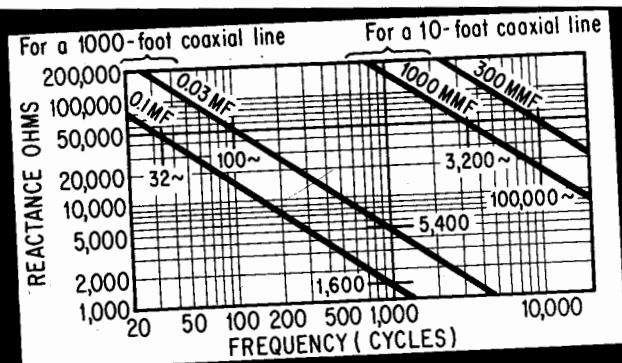 For a 1000-foot coaxial line
For a 10-foot coaxial line
REACTANCE OHMS
200,000
100,000
50,000
20,000
10,000
5,000
2,000
1,000
0.1MF
0.03 MF
1000 MMF
300 MMF
32~
100~
3,200~
100,000~
5,400
1,600
20 50 100 200 500 1,000 10,000
FREQUENCY (CYCLES)